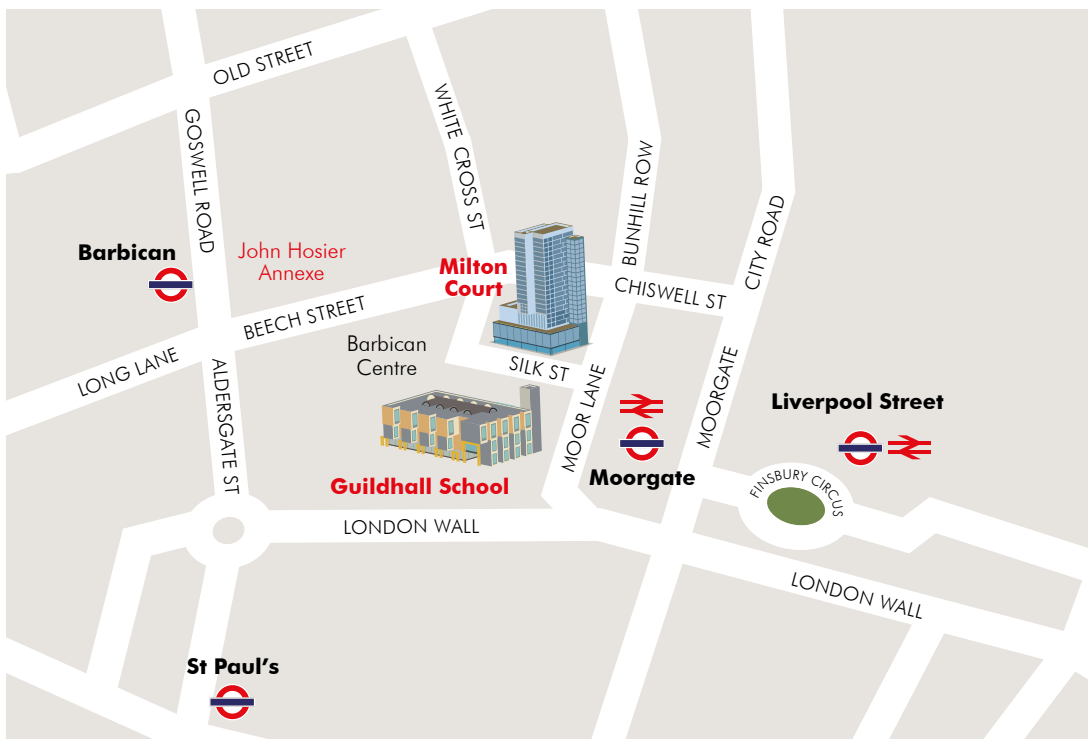 OLD STREET
GOSWELL ROAD
WHITE CROSS ST
BUNHILL ROW
CITY ROAD
Barbican
John Hosier
Annexe
Milton
Court
CHISWELL ST
BEECH STREET
LONG LANE
Barbican
Centre
SILK ST
ALDERSGATE ST
MOOR LANE
MOORGATE
Liverpool Street
Guildhall School
Moorgate
FINSBURY CIRCUS
LONDON WALL
LONDON WALL
St Paul's